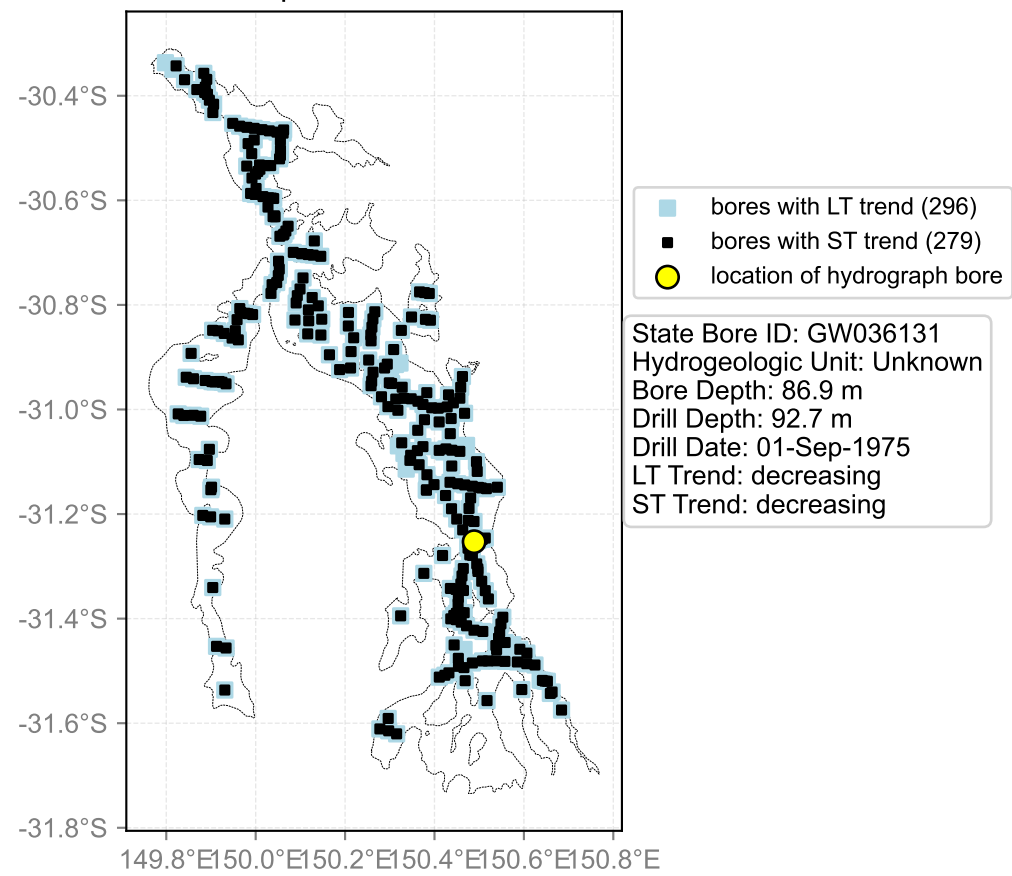 -30.4°S
-30.6°S
-30.8°S
-31.0°S
-31.2°S
-31.4°S
-31.6°S
-31.8°S
149.8°E150.0°E150.2°E150.4°E150.6°E150.8°E
bores with LT trend (296)
bores with ST trend (279)
location of hydrograph bore
State Bore ID: GW036131
Hydrogeologic Unit: Unknown
Bore Depth: 86.9 m
Drill Depth: 92.7 m
Drill Date: 01-Sep-1975
LT Trend: decreasing
ST Trend: decreasing